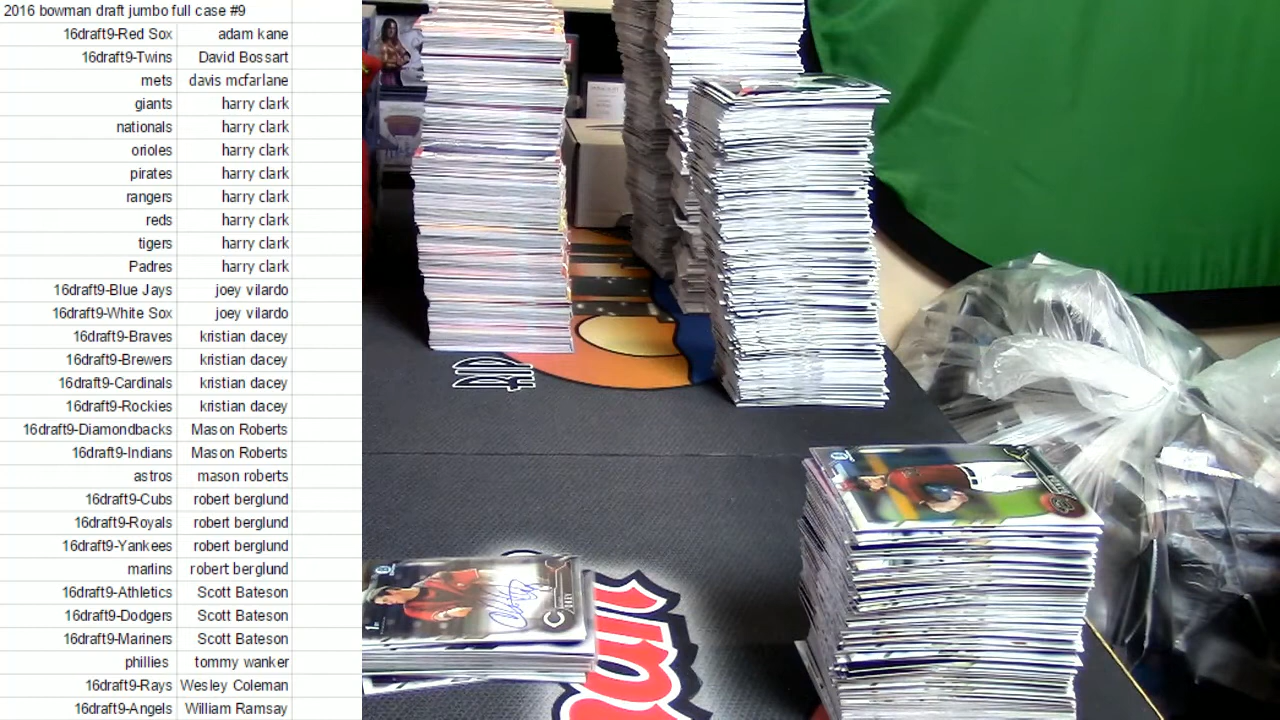 2016 bowman draft jumbo full case #9
16draft9-Red Sox adam kane
16draft9-Twins David Bossart
mets davis mcfarlane
giants harry clark
nationals harry clark
orioles harry clark
pirates harry clark
rangers harry clark
reds harry clark
tigers harry clark
Padres harry clark
16draft9-Blue Jays joey vilardo
16draft9-White Sox joey vilardo
16draft9-Braves kristian dacey
16draft9-Brewers kristian dacey
16draft9-Cardinals kristian dacey
16draft9-Rockies kristian dacey
16draft9-Diamondbacks Mason Roberts
16draft9-Indians Mason Roberts
astros mason roberts
16draft9-Cubs robert berglund
16draft9-Royals robert berglund
16draft9-Yankees robert berglund
marlins robert berglund
16draft9-Athletics Scott Bateson
16draft9-Dodgers Scott Bateson
16draft9-Mariners Scott Bateson
phillies tommy wanker
16draft9-Rays Wesley Coleman
16draft9-Angels William Ramsay